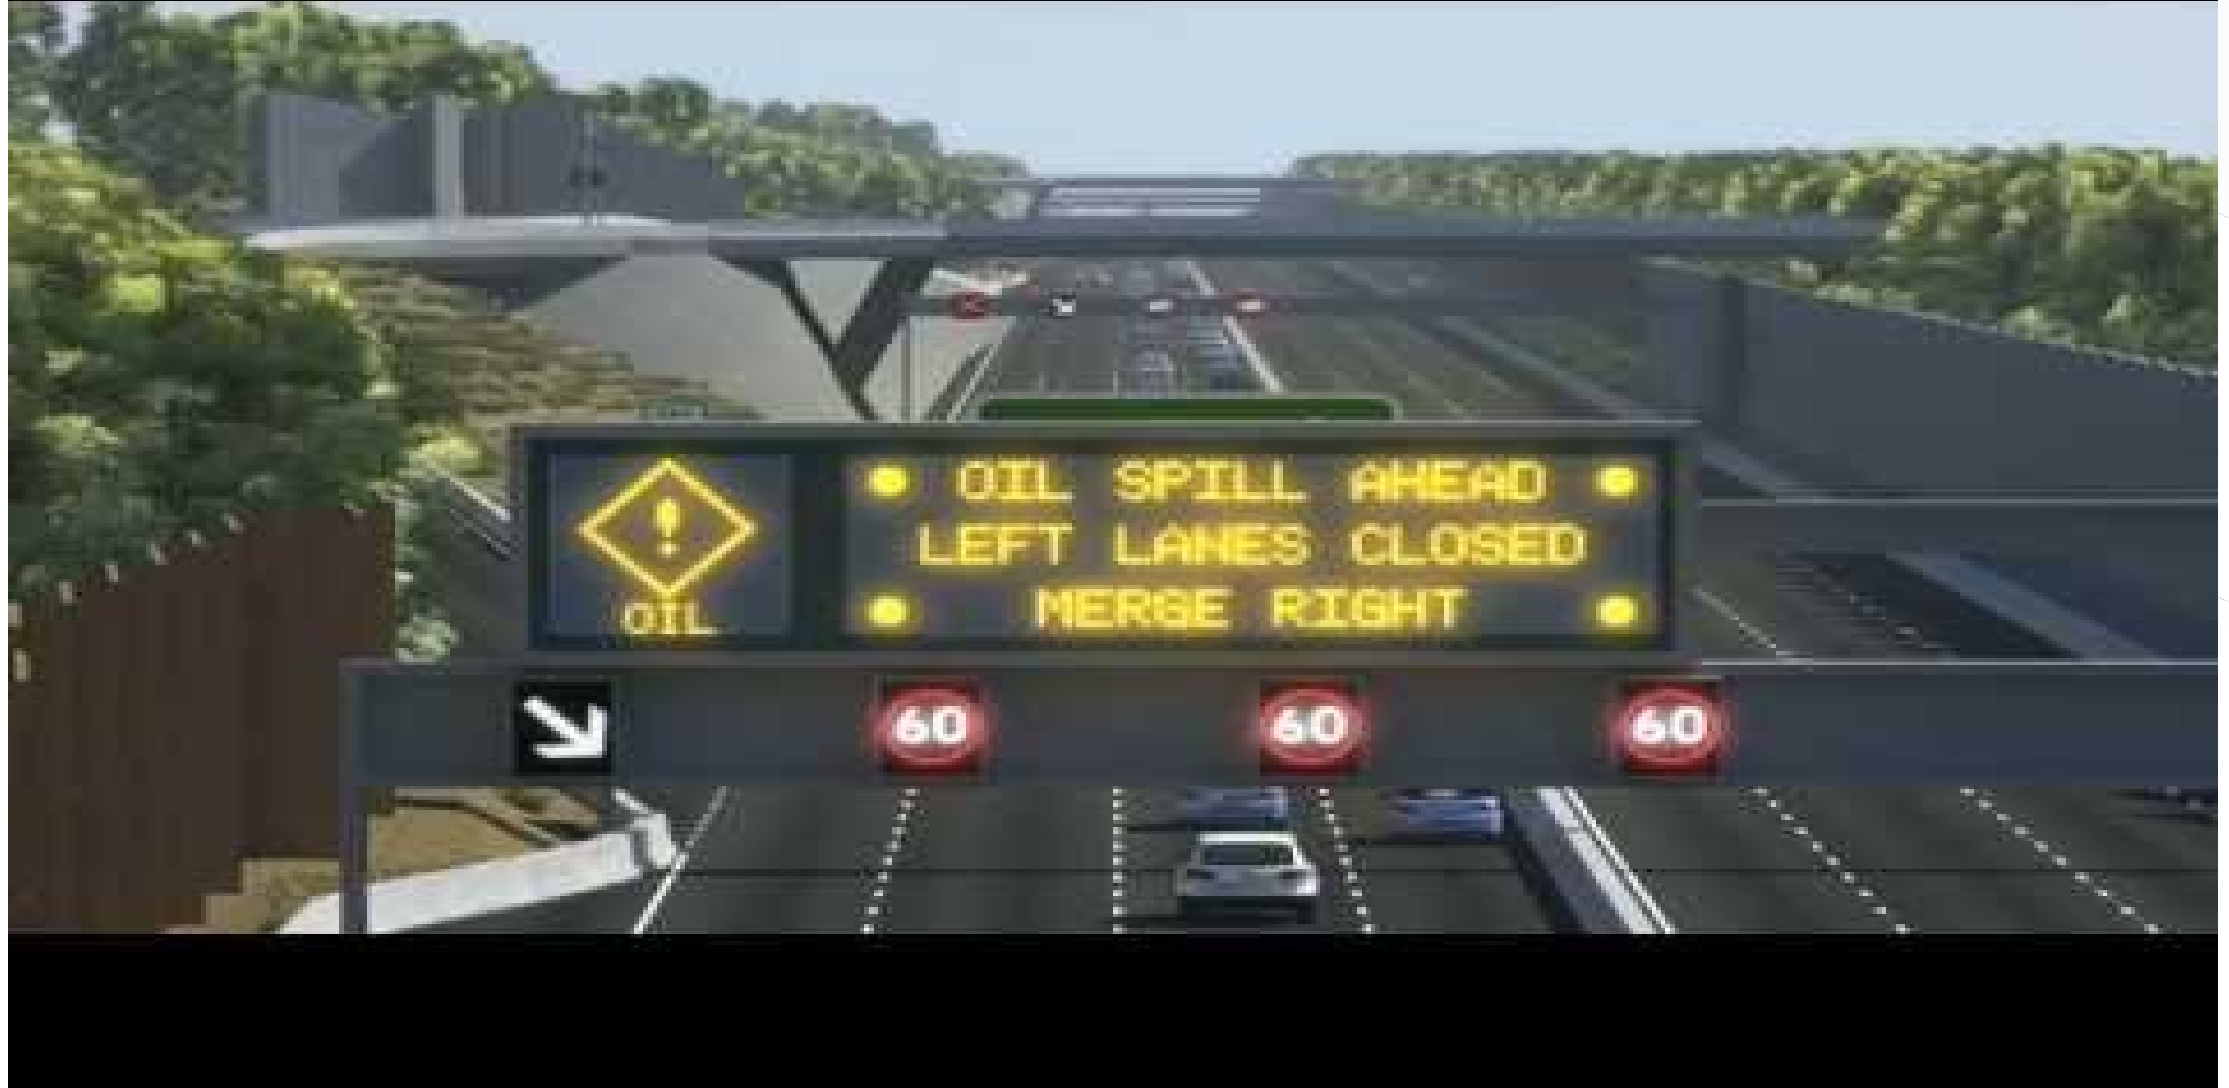 OIL SPILL AHEAD
LEFT LANES CLOSED
MERGE RIGHT
OIL
60 60 60